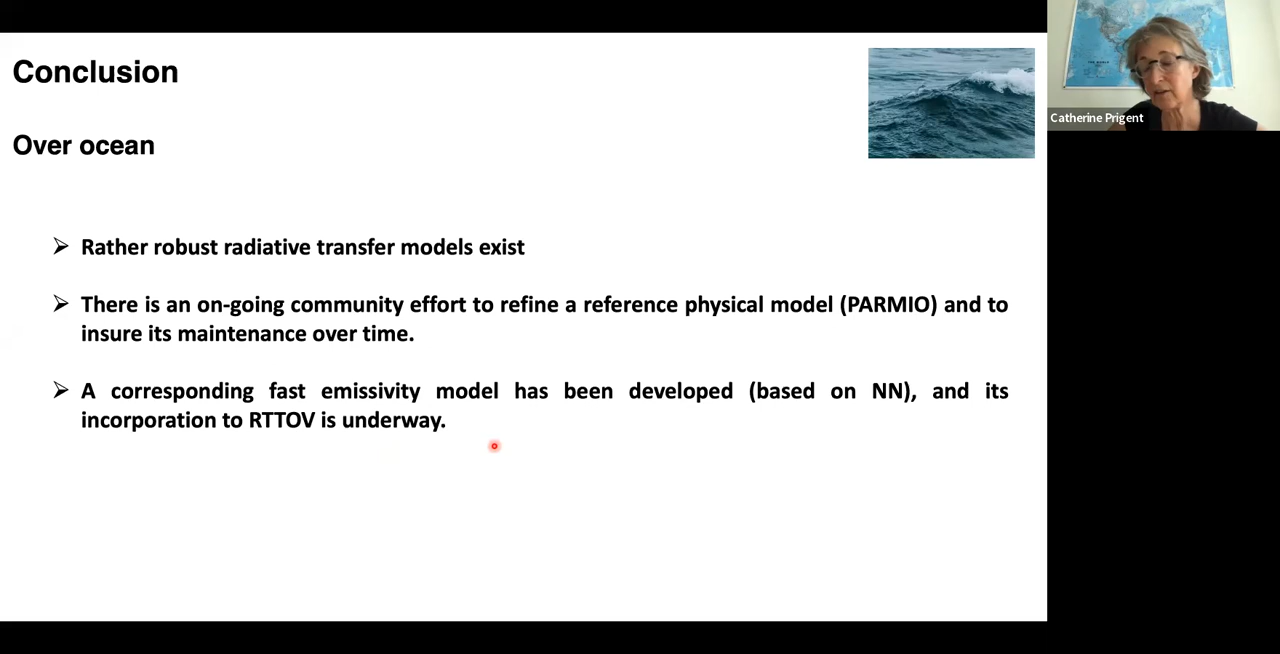 Conclusion
Over ocean
Rather robust radiative transfer models exist
There is an on-going community effort to refine a reference physical model (PARMIO) and to
insure its maintenance over time.
A corresponding fast emissivity model has been developed (based on NN), and its
incorporation to RTTOV is underway.
Catherine Prigent